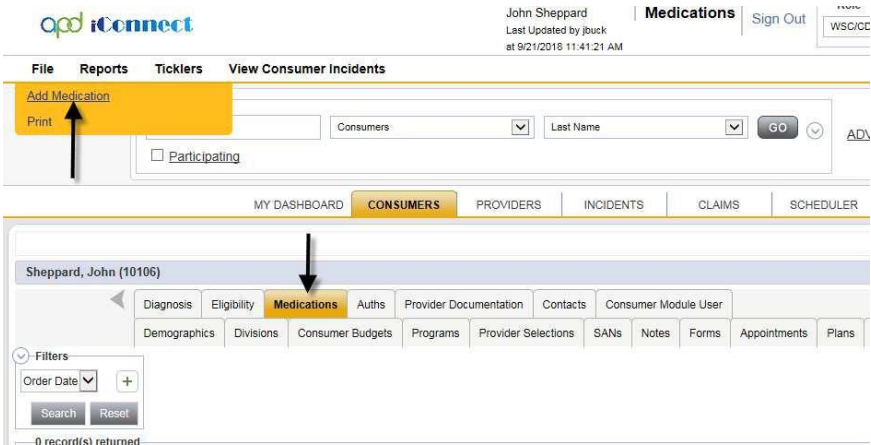 apd iConnect
John Sheppard
Last Updated by jbuck
at 9/21/2018 11:41:21 AM
Medications
Sign Out
WSC/CD
File Reports Ticklers View Consumer Incidents
Add Medication
Print
Consumers Last Name GO ADV
Participating
MY DASHBOARD CONSUMERS PROVIDERS INCIDENTS CLAIMS SCHEDULER
Sheppard, John (10106)
Diagnosis Eligibility Medications Auths Provider Documentation Contacts Consumer Module User
Demographics Divisions Consumer Budgets Programs Provider Selections SANs Notes Forms Appointments Plans
Filters
Order Date +
Search Reset
0 record(s) returned